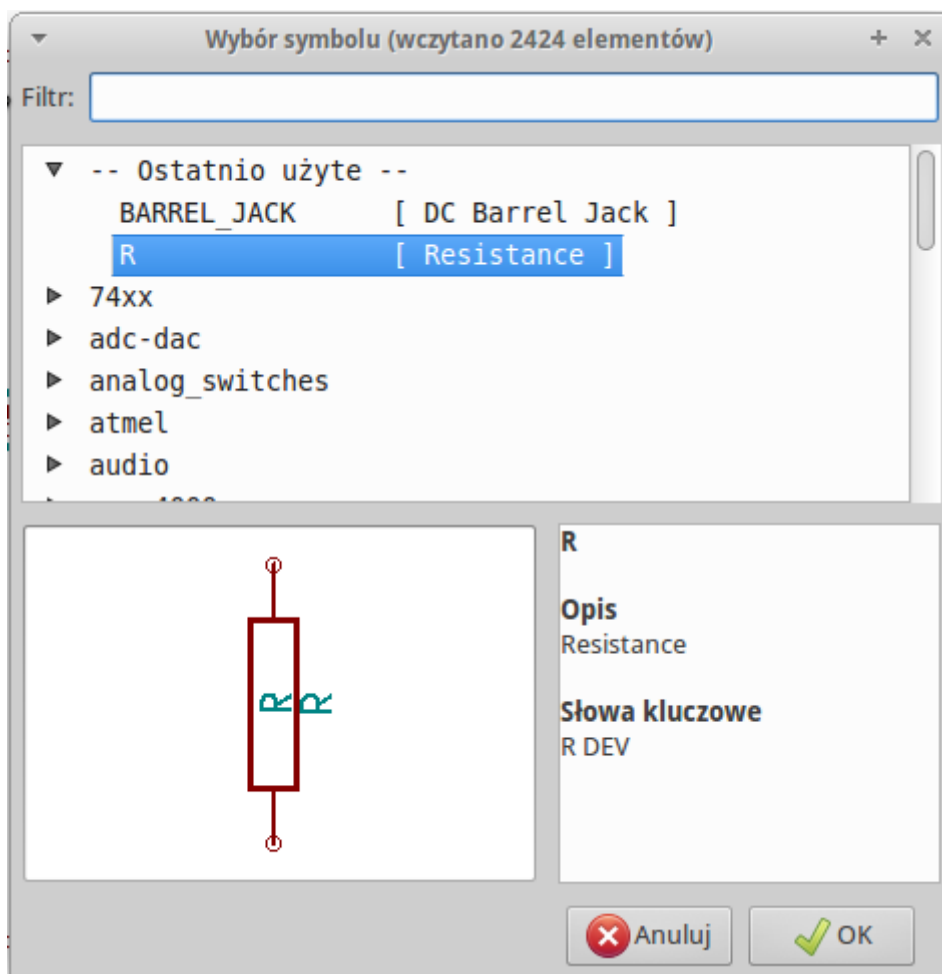 Wybór symbolu (wczytano 2424 elementów)
Filtr:
-- Ostatnio użyte --
BARREL_JACK [ DC Barrel Jack ]
R [ Resistance ]
74xx
adc-dac
analog_switches
atmel
audio
R
R
R
Opis
Resistance
Słowa kluczowe
R DEV
Anuluj
OK